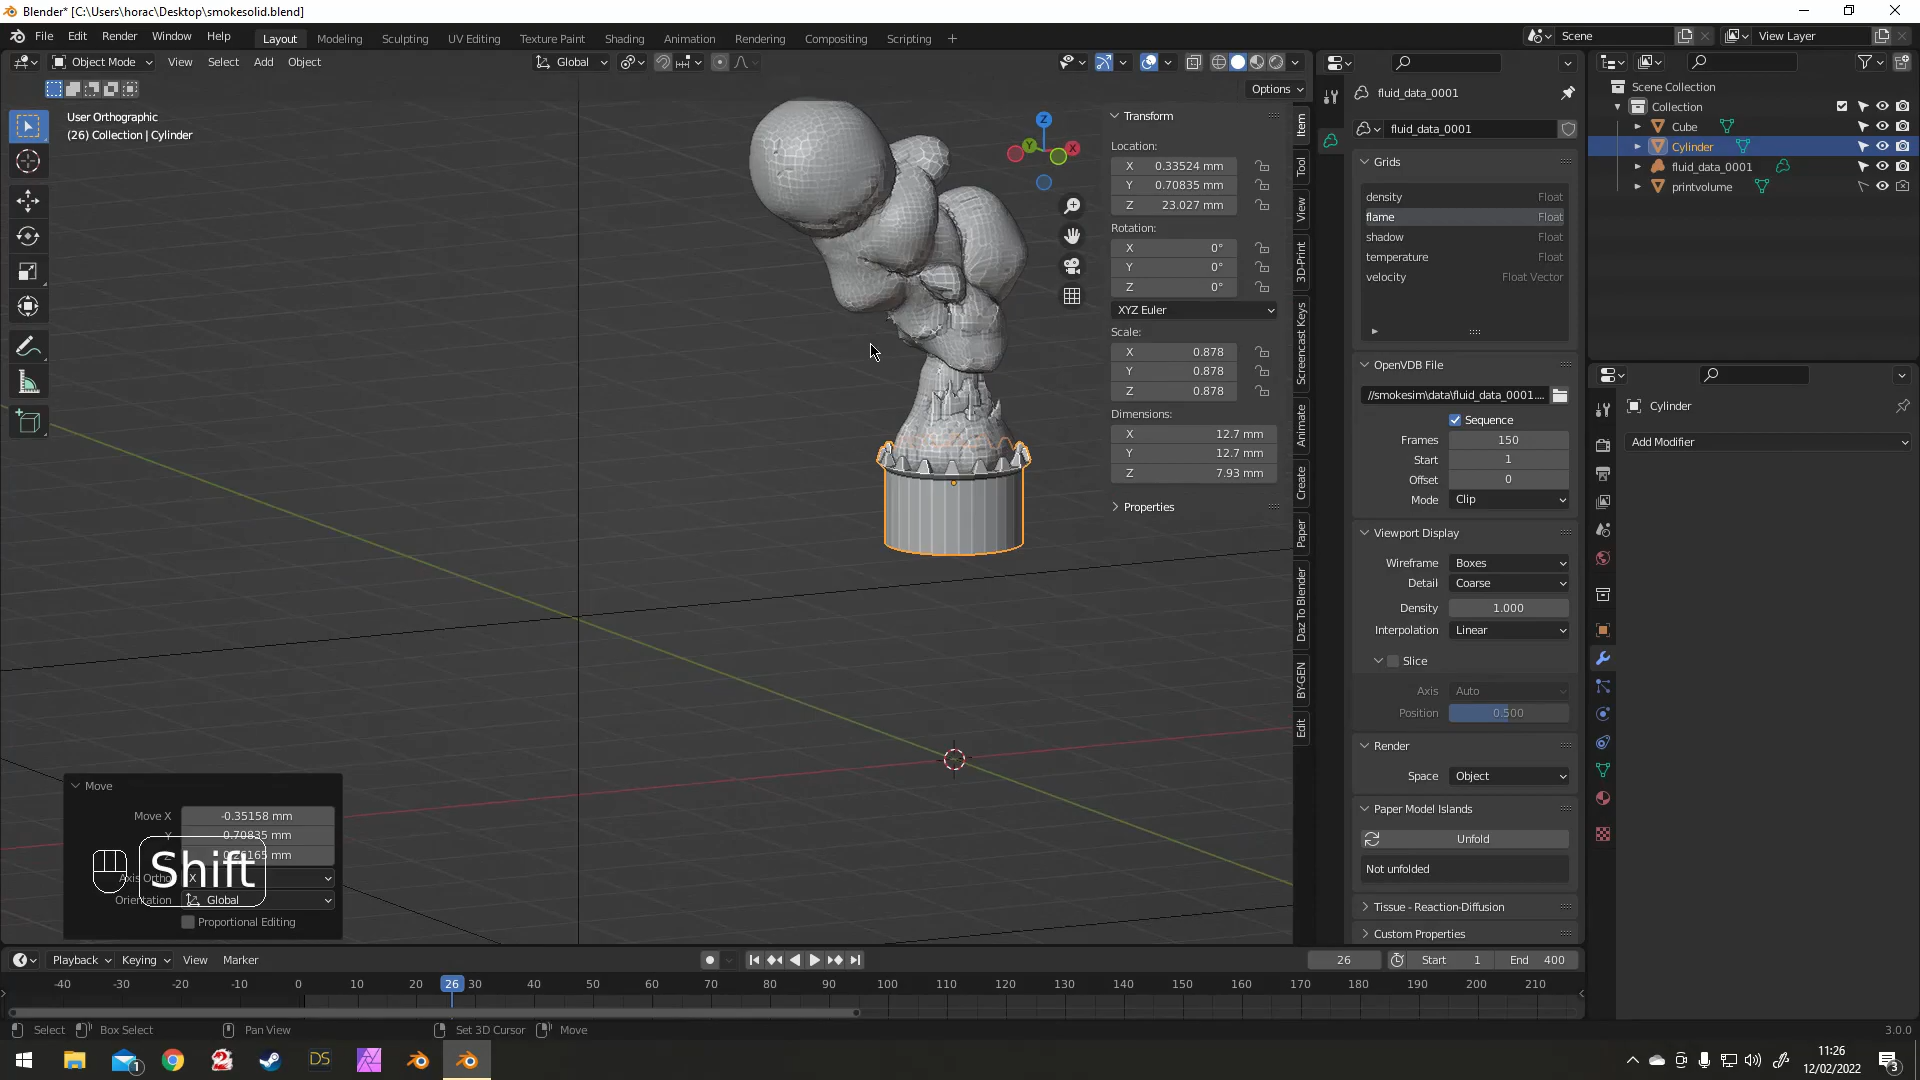 Blender* [C:\Users\horac\Desktop\smokesolid.blend]
File Edit Render Window Help Layout Modeling Sculpting UV Editing Texture Paint Shading Animation Rendering Compositing Scripting Scene View Layer
Object Mode View Select Add Object Global
Options
User Orthographic
(26) Collection | Cylinder
Z
Y
X
Transform
Location:
X 0.33524 mm
Y 0.70835 mm
Z 23.027 mm
Rotation:
X 0°
Y 0°
Z 0°
XYZ Euler
Scale:
X 0.878
Y 0.878
Z 0.878
Dimensions:
X 12.7 mm
Y 12.7 mm
Z 7.93 mm
Properties
Item
Tool
View
3D-Print
Screencast Keys
Animate
Create
Paper
Daz To Blender
BY-GEN
Edit
fluid_data_0001
fluid_data_0001
Grids
density Float
flame Float
shadow Float
temperature Float
velocity Float Vector
OpenVDB File
//smokesim\data\fluid_data_0001....
Sequence
Frames 150
Start 1
Offset 0
Mode Clip
Viewport Display
Wireframe Boxes
Detail Coarse
Density 1.000
Interpolation Linear
Slice
Axis Auto
Position 0.500
Render
Space Object
Paper Model Islands
Unfold
Not unfolded
Tissue - Reaction-Diffusion
Custom Properties
Scene Collection
Collection
Cube
Cylinder
fluid_data_0001
printvolume
Cylinder
Add Modifier
Move
Move X -0.35158 mm
Y 0.70835 mm
Axis Ortho X
Orientation Global
Proportional Editing
Shift
Playback Keying View Marker 26 Start 1 End 400
-40 -30 -20 -10 0 10 20 26 30 40 50 60 70 80 90 100 110 120 130 140 150 160 170 180 190 200 210
Select Box Select Pan View Set 3D Cursor Move 3.0.0
1
DS
11:26
12/02/2022
3